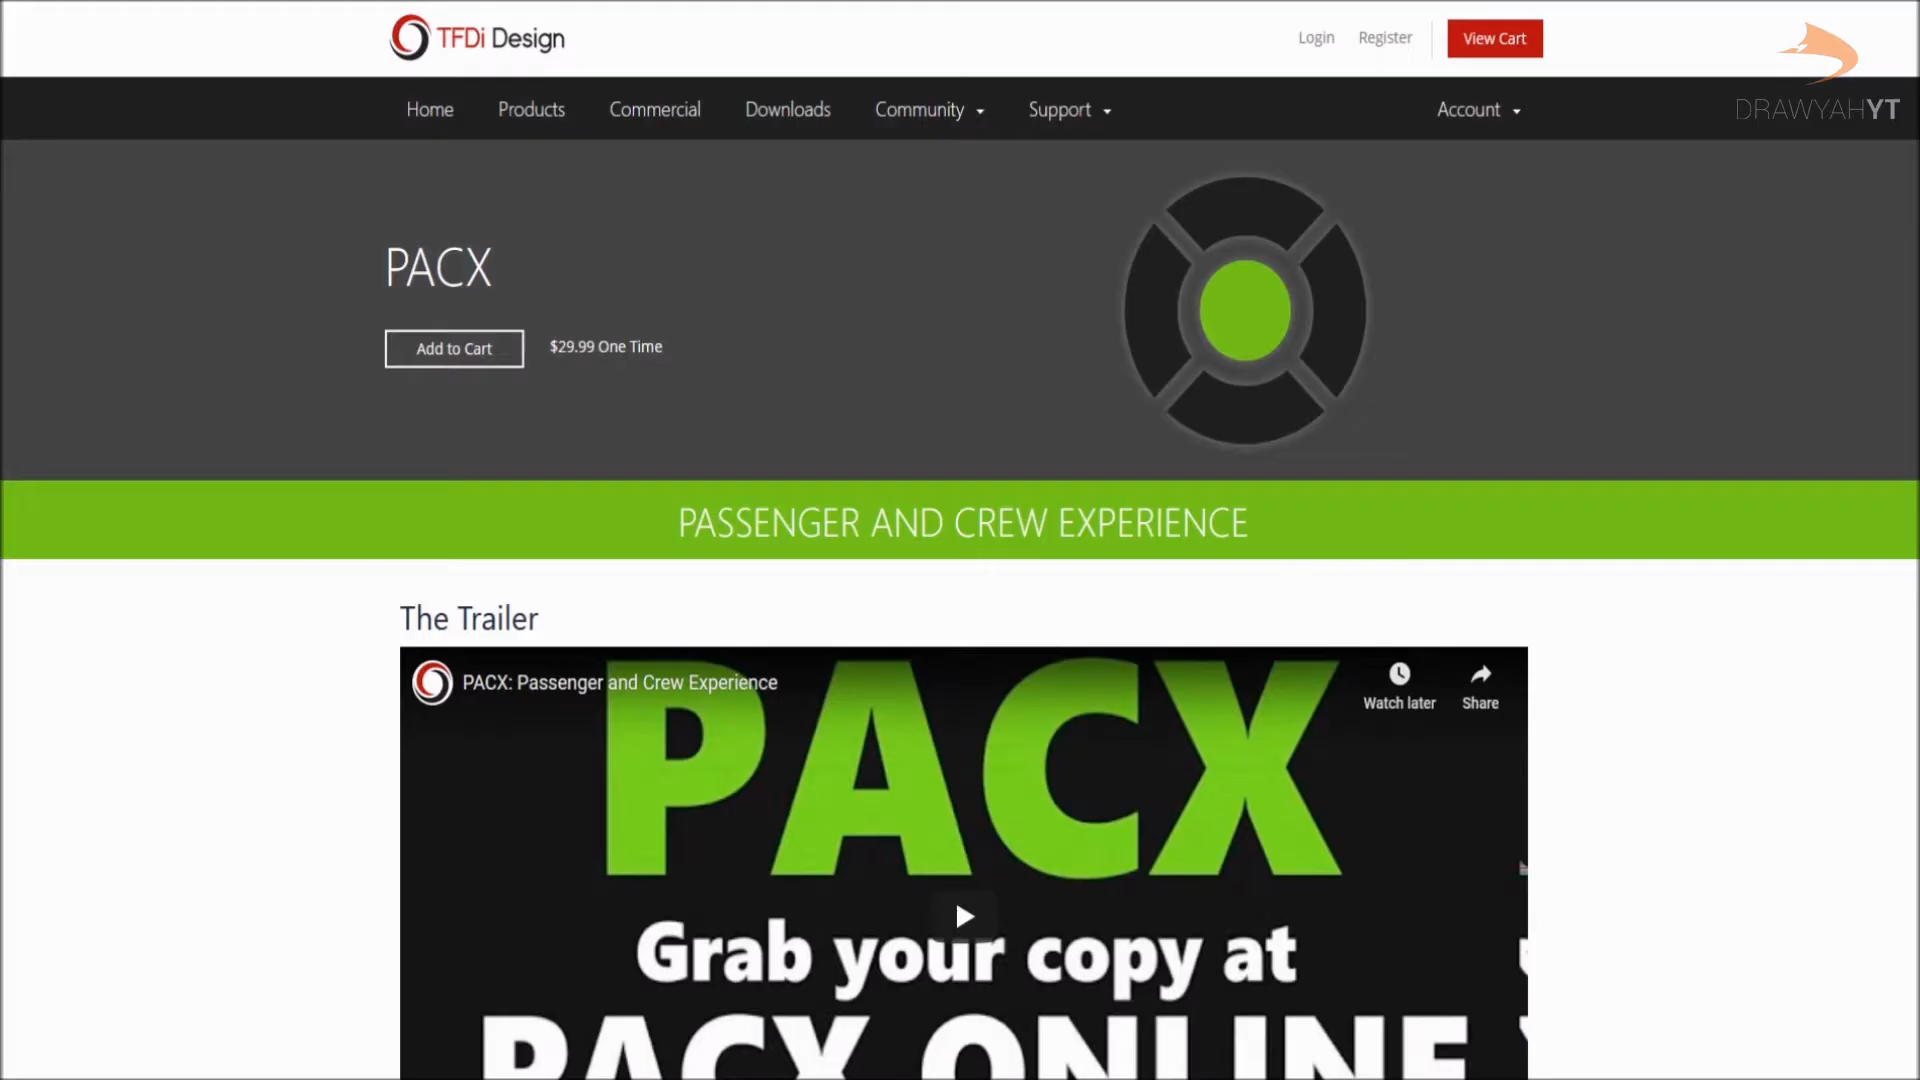 TFDi Design
Login Register View Cart
DRAWYAHYT
Home Products Commercial Downloads Community Support Account
PACX
Add to Cart $29.99 One Time
PASSENGER AND CREW EXPERIENCE
The Trailer
PACX: Passenger and Crew Experience
Watch later Share
PACX
Grab your copy at
PACX ONLINE